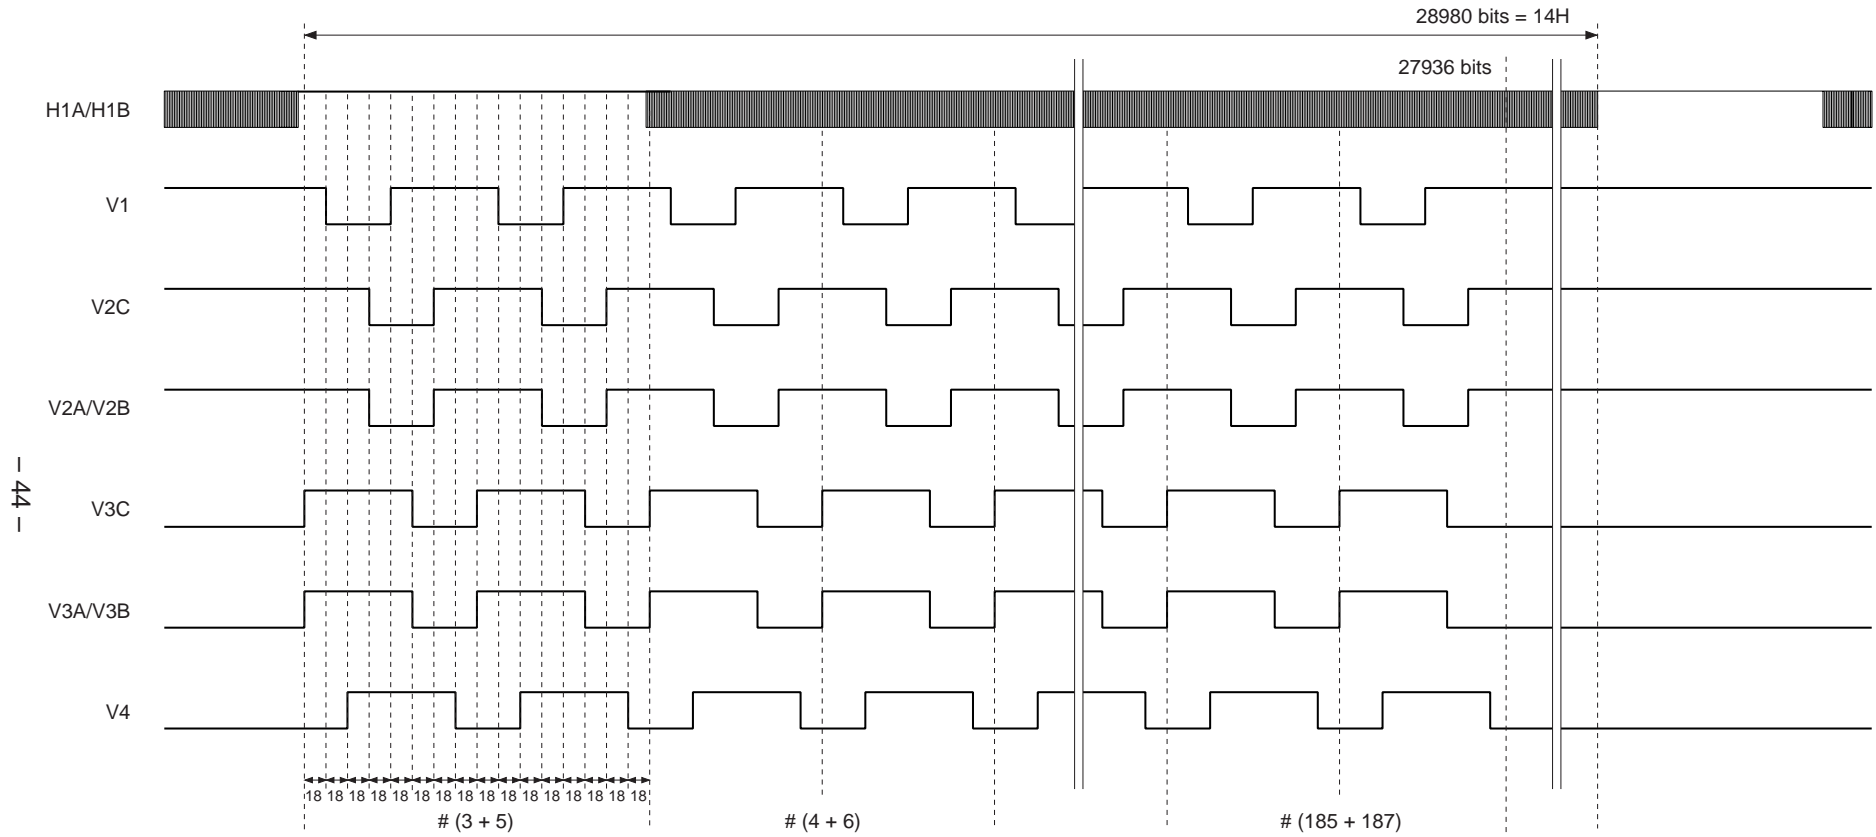 28980 bits = 14H
27936 bits
H1A/H1B
V1
V2C
V2A/V2B
– 44 –
V3C
V3A/V3B
V4
18 18 18 18 18 18 18 18 18 18 18 18 18 18 18 18
# (3 + 5)
# (4 + 6)
# (185 + 187)